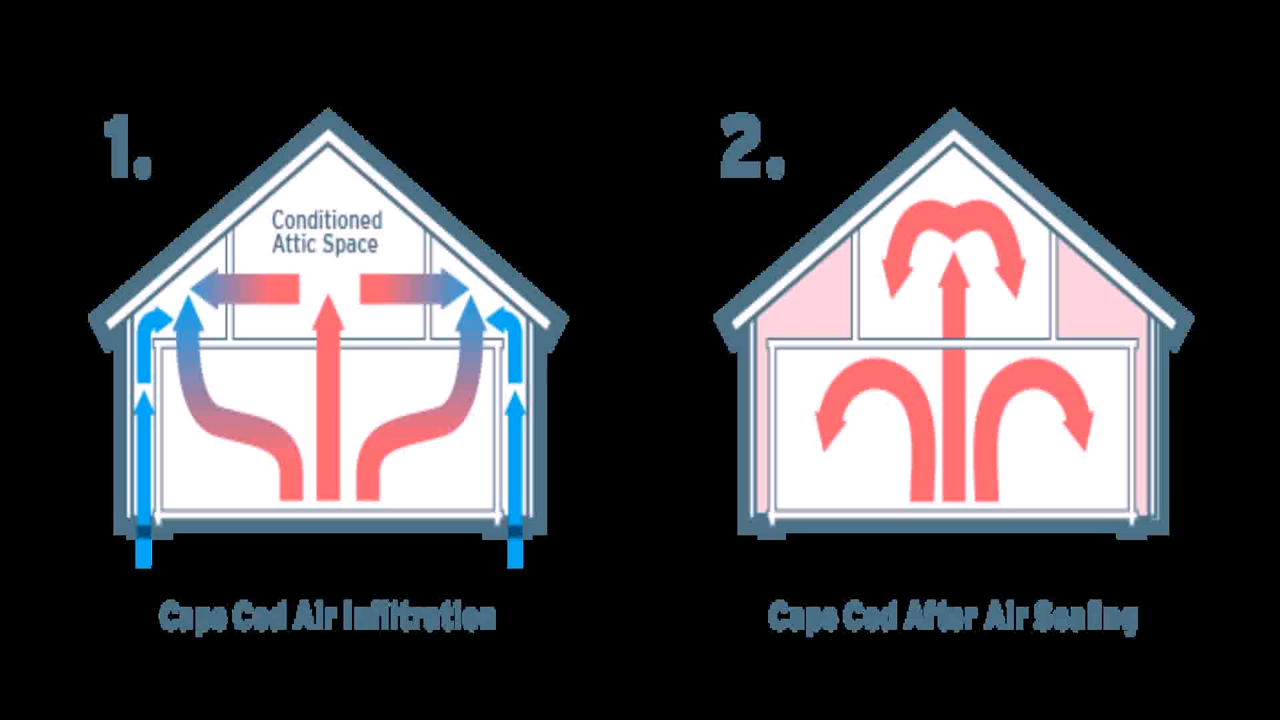 1.
2.
Conditioned
Attic Space
Cape Cod Air Infiltration
Cape Cod After Air Sealing